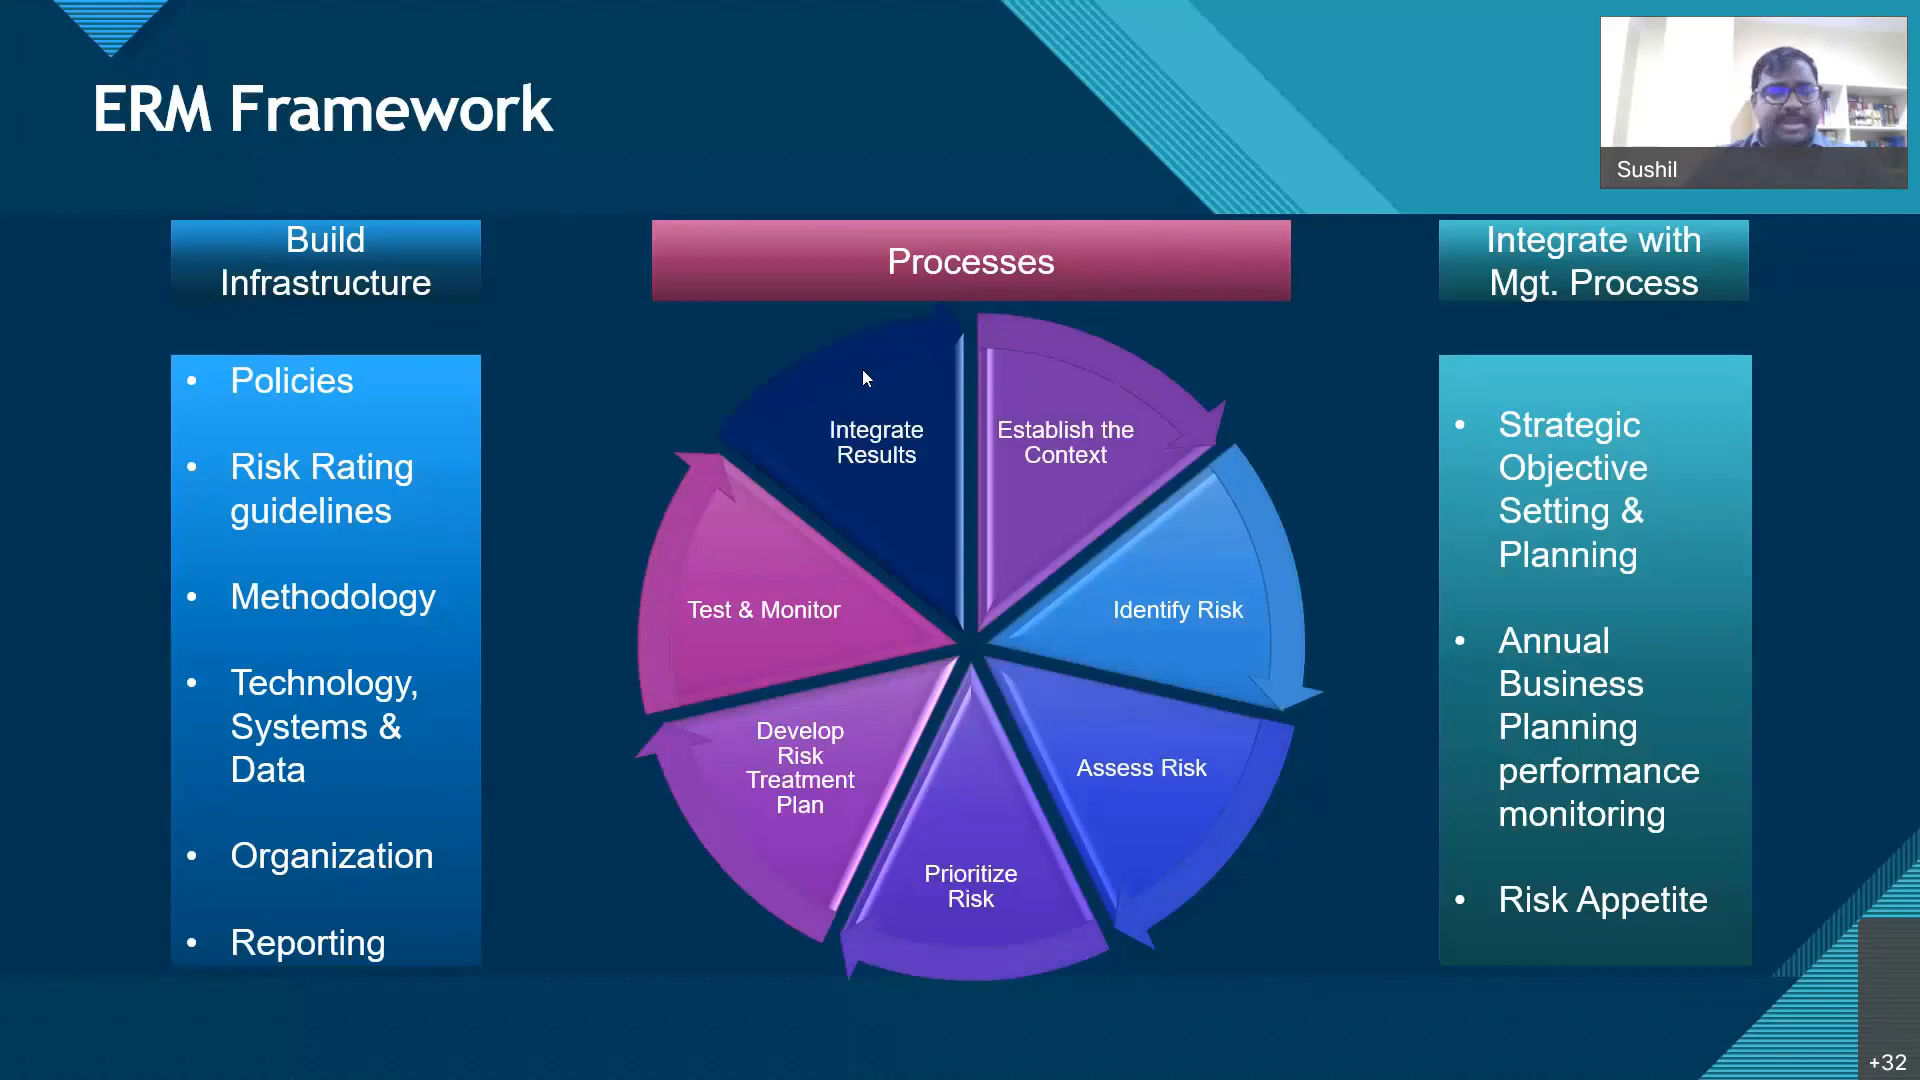 ERM Framework
Sushil
Build
Infrastructure
• Policies
• Risk Rating
guidelines
• Methodology
• Technology,
Systems &
Data
• Organization
• Reporting
Processes
Establish the
Context
Identify Risk
Assess Risk
Prioritize
Risk
Develop
Risk
Treatment
Plan
Test & Monitor
Integrate
Results
Integrate with
Mgt. Process
• Strategic
Objective
Setting &
Planning
• Annual
Business
Planning
performance
monitoring
• Risk Appetite
+32